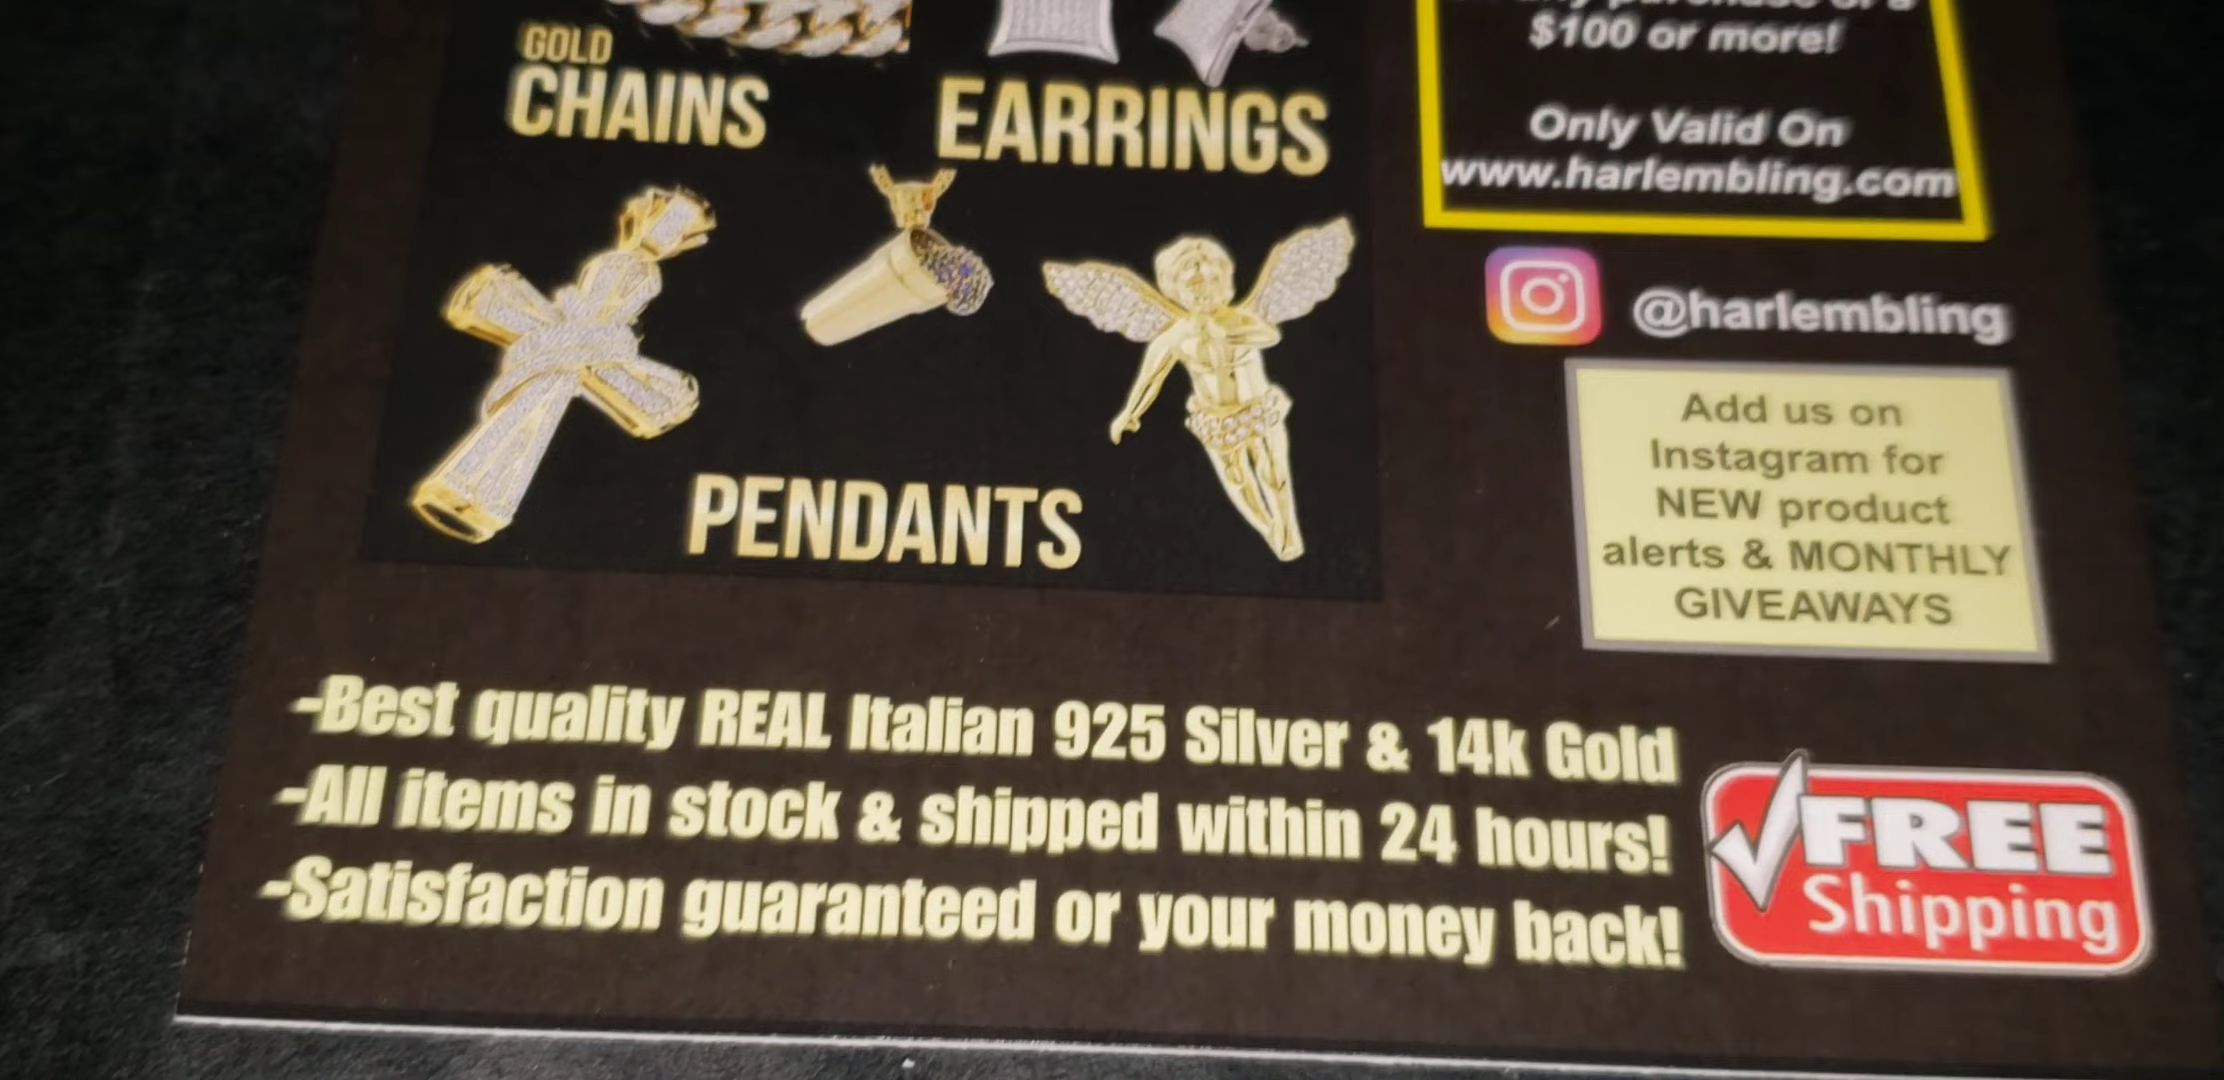 GOLD
CHAINS
EARRINGS
PENDANTS
$100 or more!
Only Valid On
www.harlembling.com
@harlembling
Add us on
Instagram for
NEW product
alerts & MONTHLY
GIVEAWAYS
-Best quality REAL Italian 925 Silver & 14k Gold
-All items in stock & shipped within 24 hours!
-Satisfaction guaranteed or your money back!
FREE
Shipping